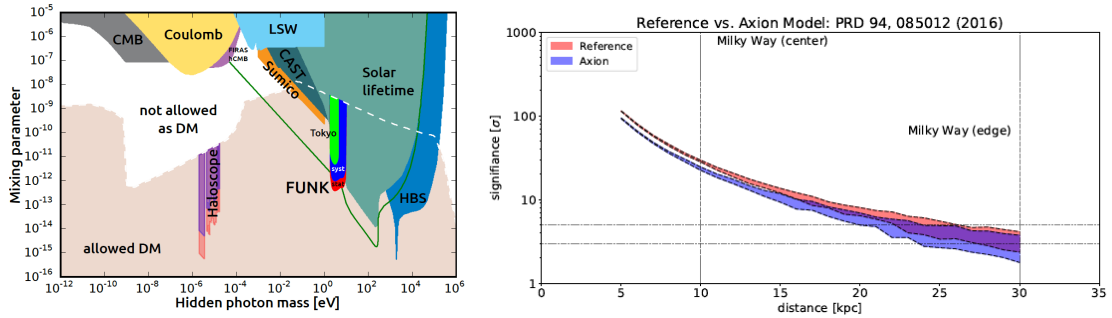 10^-5
10^-6
10^-7
10^-8
10^-9
10^-10
10^-11
10^-12
10^-13
10^-14
10^-15
10^-16
Mixing parameter
CMB
Coulomb
FIRAS
LSW
CAST
Sumico
Solar
lifetime
not allowed
as DM
Tokyo
syst
FUNK
Haloscope
HBS
allowed DM
10^-12 10^-10 10^-8 10^-6 10^-4 10^-2 10^0 10^2 10^4 10^6
Hidden photon mass [eV]
Reference vs. Axion Model: PRD 94, 085012 (2016)
1000
100
10
1
signifiance [σ]
Reference
Axion
Milky Way (center)
Milky Way (edge)
0 5 10 15 20 25 30 35
distance [kpc]